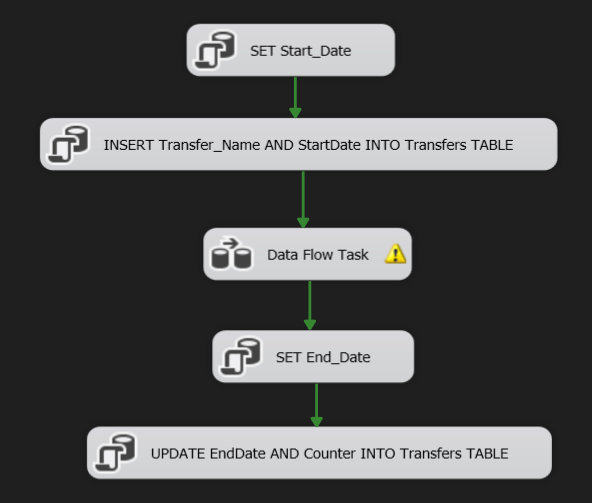 SET Start_Date
INSERT Transfer_Name AND StartDate INTO Transfers TABLE
Data Flow Task
SET End_Date
UPDATE EndDate AND Counter INTO Transfers TABLE